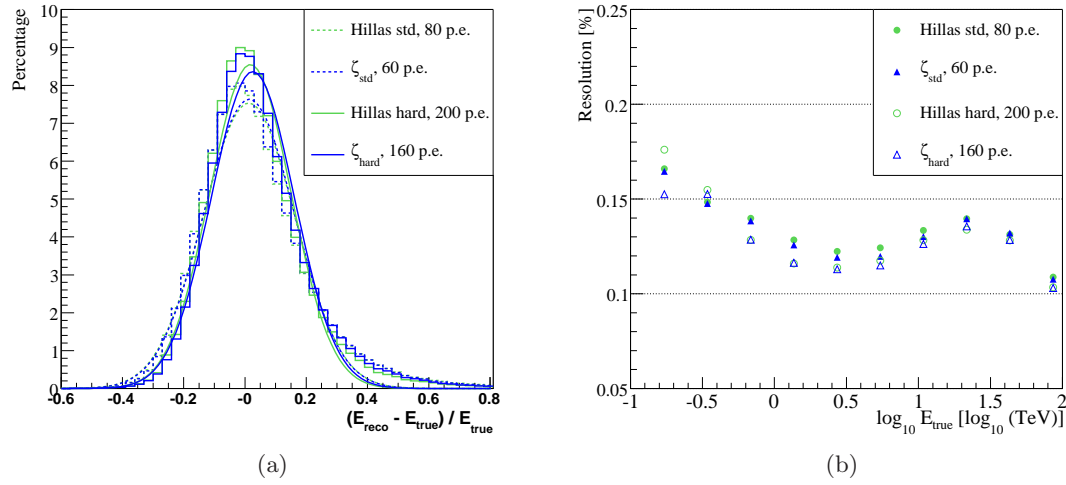 Percentage
10
9
8
7
6
5
4
3
2
1
0
-0.6 -0.4 -0.2 -0 0.2 0.4 0.6 0.8
(E_reco - E_true) / E_true
Hillas std, 80 p.e.
ζ_std, 60 p.e.
Hillas hard, 200 p.e.
ζ_hard, 160 p.e.
(a)
Resolution [%]
0.25
0.2
0.15
0.1
0.05
-1 -0.5 0 0.5 1 1.5 2
log_10 E_true [log_10 (TeV)]
Hillas std, 80 p.e.
ζ_std, 60 p.e.
Hillas hard, 200 p.e.
ζ_hard, 160 p.e.
(b)